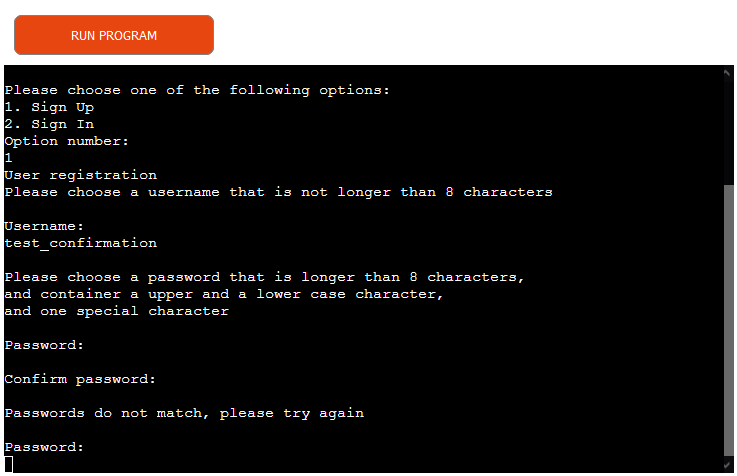 RUN PROGRAM
Please choose one of the following options:
1. Sign Up
2. Sign In
Option number:
1
User registration
Please choose a username that is not longer than 8 characters
Username:
test_confirmation
Please choose a password that is longer than 8 characters,
and container a upper and a lower case character,
and one special character
Password:
Confirm password:
Passwords do not match, please try again
Password: